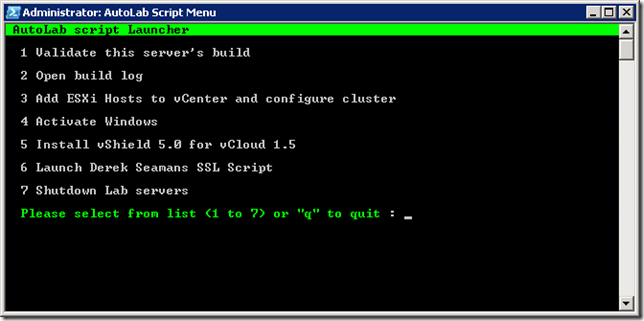 Administrator: AutoLab Script Menu
AutoLab script Launcher
1 Validate this server's build
2 Open build log
3 Add ESXi Hosts to vCenter and configure cluster
4 Activate Windows
5 Install vShield 5.0 for vCloud 1.5
6 Launch Derek Seamans SSL Script
7 Shutdown Lab servers
Please select from list (1 to 7) or "q" to quit : _